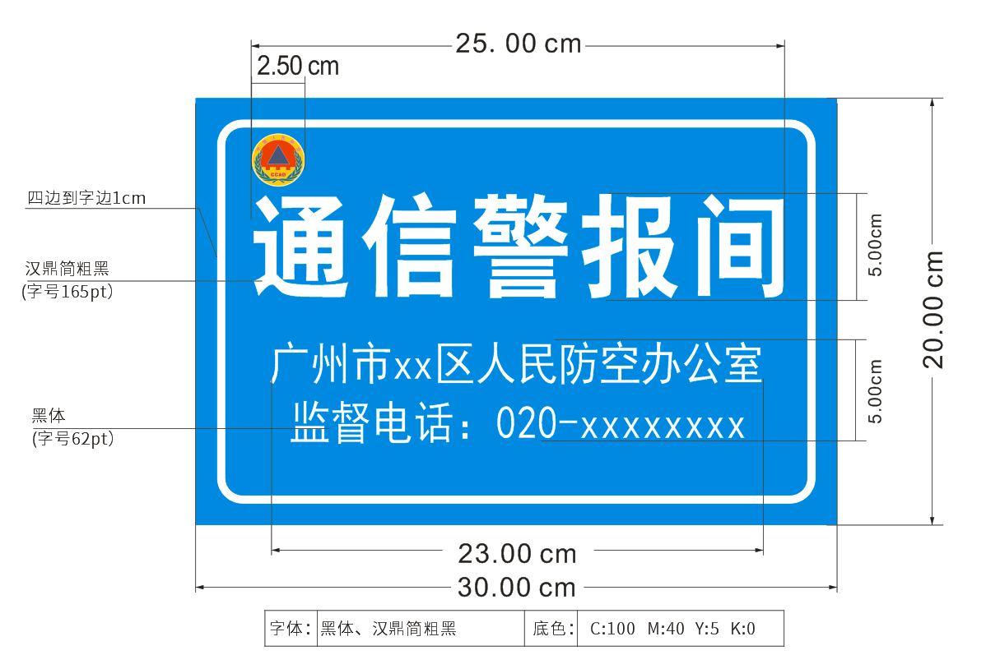 25.00 cm
2.50 cm
CCAD
四边到字边1cm
通信警报间
汉鼎简粗黑
(字号165pt)
5.00cm
20.00 cm
广州市xx区人民防空办公室
监督电话：020-xxxxxxxx
5.00cm
黑体
(字号62pt)
23.00 cm
30.00 cm
字体： 黑体、汉鼎简粗黑 底色： C:100 M:40 Y:5 K:0